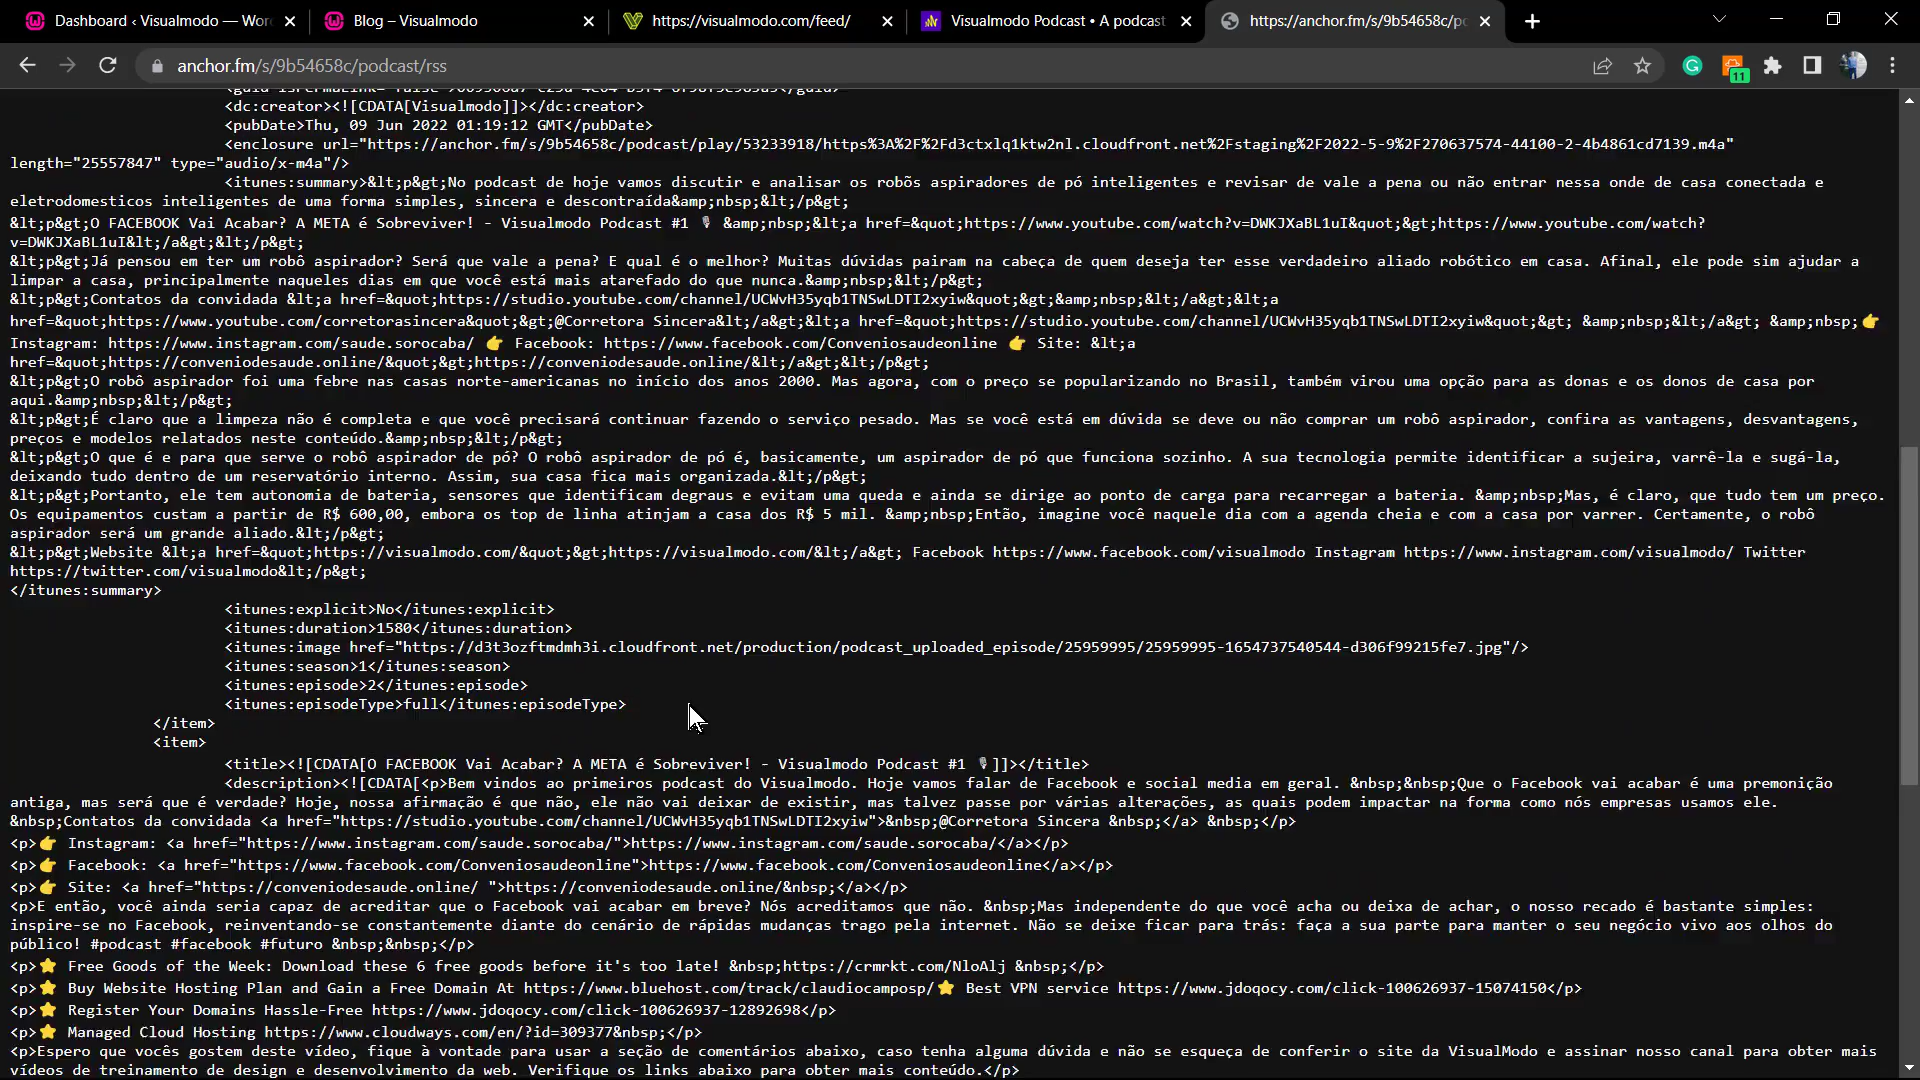 Dashboard ‹ Visualmodo — Wor
Blog – Visualmodo
https://visualmodo.com/feed/
Visualmodo Podcast • A podcast
https://anchor.fm/s/9b54658c/po
anchor.fm/s/9b54658c/podcast/rss
11
<dc:creator><![CDATA[Visualmodo]]></dc:creator>
<pubDate>Thu, 09 Jun 2022 01:19:12 GMT</pubDate>
<enclosure url="https://anchor.fm/s/9b54658c/podcast/play/53233918/https%3A%2F%2Fd3ctxlq1ktw2nl.cloudfront.net%2Fstaging%2F2022-5-9%2F270637574-44100-2-4b4861cd7139.m4a"
length="25557847" type="audio/x-m4a"/>
<itunes:summary>&lt;p&gt;No podcast de hoje vamos discutir e analisar os robôs aspiradores de pó inteligentes e revisar de vale a pena ou não entrar nessa onde de casa conectada e
eletrodomesticos inteligentes de uma forma simples, sincera e descontraída&amp;nbsp;&lt;/p&gt;
&lt;p&gt;O FACEBOOK Vai Acabar? A META é Sobreviver! - Visualmodo Podcast #1 🎙 &amp;nbsp;&lt;a href=&quot;https://www.youtube.com/watch?v=DWKJXaBL1uI&quot;&gt;https://www.youtube.com/watch?
v=DWKJXaBL1uI&lt;/a&gt;&lt;/p&gt;
&lt;p&gt;Já pensou em ter um robô aspirador? Será que vale a pena? E qual é o melhor? Muitas dúvidas pairam na cabeça de quem deseja ter esse verdadeiro aliado robótico em casa. Afinal, ele pode sim ajudar a
limpar a casa, principalmente naqueles dias em que você está mais atarefado do que nunca.&amp;nbsp;&lt;/p&gt;
&lt;p&gt;Contatos da convidada &lt;a href=&quot;https://studio.youtube.com/channel/UCWvH35yqb1TNSwLDTI2xyiw&quot;&gt;&amp;nbsp;&lt;/a&gt;&lt;a
href=&quot;https://www.youtube.com/corretorasincera&quot;&gt;@Corretora Sincera&lt;/a&gt;&lt;a href=&quot;https://studio.youtube.com/channel/UCWvH35yqb1TNSwLDTI2xyiw&quot;&gt; &amp;nbsp;&lt;/a&gt; &amp;nbsp;👉
Instagram: https://www.instagram.com/saude.sorocaba/ 👉 Facebook: https://www.facebook.com/Conveniosaudeonline 👉 Site: &lt;a
href=&quot;https://conveniodesaude.online/&quot;&gt;https://conveniodesaude.online/&lt;/a&gt;&lt;/p&gt;
&lt;p&gt;O robô aspirador foi uma febre nas casas norte-americanas no início dos anos 2000. Mas agora, com o preço se popularizando no Brasil, também virou uma opção para as donas e os donos de casa por
aqui.&amp;nbsp;&lt;/p&gt;
&lt;p&gt;É claro que a limpeza não é completa e que você precisará continuar fazendo o serviço pesado. Mas se você está em dúvida se deve ou não comprar um robô aspirador, confira as vantagens, desvantagens,
preços e modelos relatados neste conteúdo.&amp;nbsp;&lt;/p&gt;
&lt;p&gt;O que é e para que serve o robô aspirador de pó? O robô aspirador de pó é, basicamente, um aspirador de pó que funciona sozinho. A sua tecnologia permite identificar a sujeira, varrê-la e sugá-la,
deixando tudo dentro de um reservatório interno. Assim, sua casa fica mais organizada.&lt;/p&gt;
&lt;p&gt;Portanto, ele tem autonomia de bateria, sensores que identificam degraus e evitam uma queda e ainda se dirige ao ponto de carga para recarregar a bateria. &amp;nbsp;Mas, é claro, que tudo tem um preço.
Os equipamentos custam a partir de R$ 600,00, embora os top de linha atinjam a casa dos R$ 5 mil. &amp;nbsp;Então, imagine você naquele dia com a agenda cheia e com a casa por varrer. Certamente, o robô
aspirador será um grande aliado.&lt;/p&gt;
&lt;p&gt;Website &lt;a href=&quot;https://visualmodo.com/&quot;&gt;https://visualmodo.com/&lt;/a&gt; Facebook https://www.facebook.com/visualmodo Instagram https://www.instagram.com/visualmodo/ Twitter
https://twitter.com/visualmodo&lt;/p&gt;
</itunes:summary>
<itunes:explicit>No</itunes:explicit>
<itunes:duration>1580</itunes:duration>
<itunes:image href="https://d3t3ozftmdmh3i.cloudfront.net/production/podcast_uploaded_episode/25959995/25959995-1654737540544-d306f99215fe7.jpg"/>
<itunes:season>1</itunes:season>
<itunes:episode>2</itunes:episode>
<itunes:episodeType>full</itunes:episodeType>
</item>
<item>
<title><![CDATA[O FACEBOOK Vai Acabar? A META é Sobreviver! - Visualmodo Podcast #1 🎙]]></title>
<description><![CDATA[<p>Bem vindos ao primeiros podcast do Visualmodo. Hoje vamos falar de Facebook e social media em geral. &nbsp;&nbsp;Que o Facebook vai acabar é uma premonição
antiga, mas será que é verdade? Hoje, nossa afirmação é que não, ele não vai deixar de existir, mas talvez passe por várias alterações, as quais podem impactar na forma como nós empresas usamos ele.
&nbsp;Contatos da convidada <a href="https://studio.youtube.com/channel/UCWvH35yqb1TNSwLDTI2xyiw">&nbsp;@Corretora Sincera &nbsp;</a> &nbsp;</p>
<p>👉 Instagram: <a href="https://www.instagram.com/saude.sorocaba/">https://www.instagram.com/saude.sorocaba/</a></p>
<p>👉 Facebook: <a href="https://www.facebook.com/Conveniosaudeonline">https://www.facebook.com/Conveniosaudeonline</a></p>
<p>👉 Site: <a href="https://conveniodesaude.online/ ">https://conveniodesaude.online/&nbsp;</a></p>
<p>E então, você ainda seria capaz de acreditar que o Facebook vai acabar em breve? Nós acreditamos que não. &nbsp;Mas independente do que você acha ou deixa de achar, o nosso recado é bastante simples:
inspire-se no Facebook, reinventando-se constantemente diante do cenário de rápidas mudanças trago pela internet. Não se deixe ficar para trás: faça a sua parte para manter o seu negócio vivo aos olhos do
público! #podcast #facebook #futuro &nbsp;&nbsp;</p>
<p>⭐ Free Goods of the Week: Download these 6 free goods before it's too late! &nbsp;https://crmrkt.com/NloAlj &nbsp;</p>
<p>⭐ Buy Website Hosting Plan and Gain a Free Domain At https://www.bluehost.com/track/claudiocamposp/⭐ Best VPN service https://www.jdoqocy.com/click-100626937-15074150</p>
<p>⭐ Register Your Domains Hassle-Free https://www.jdoqocy.com/click-100626937-12892698</p>
<p>⭐ Managed Cloud Hosting https://www.cloudways.com/en/?id=309377&nbsp;</p>
<p>Espero que vocês gostem deste vídeo, fique à vontade para usar a seção de comentários abaixo, caso tenha alguma dúvida e não se esqueça de conferir o site da VisualModo e assinar nosso canal para obter mais
vídeos de treinamento de design e desenvolvimento da web. Verifique os links abaixo para obter mais conteúdo.</p>